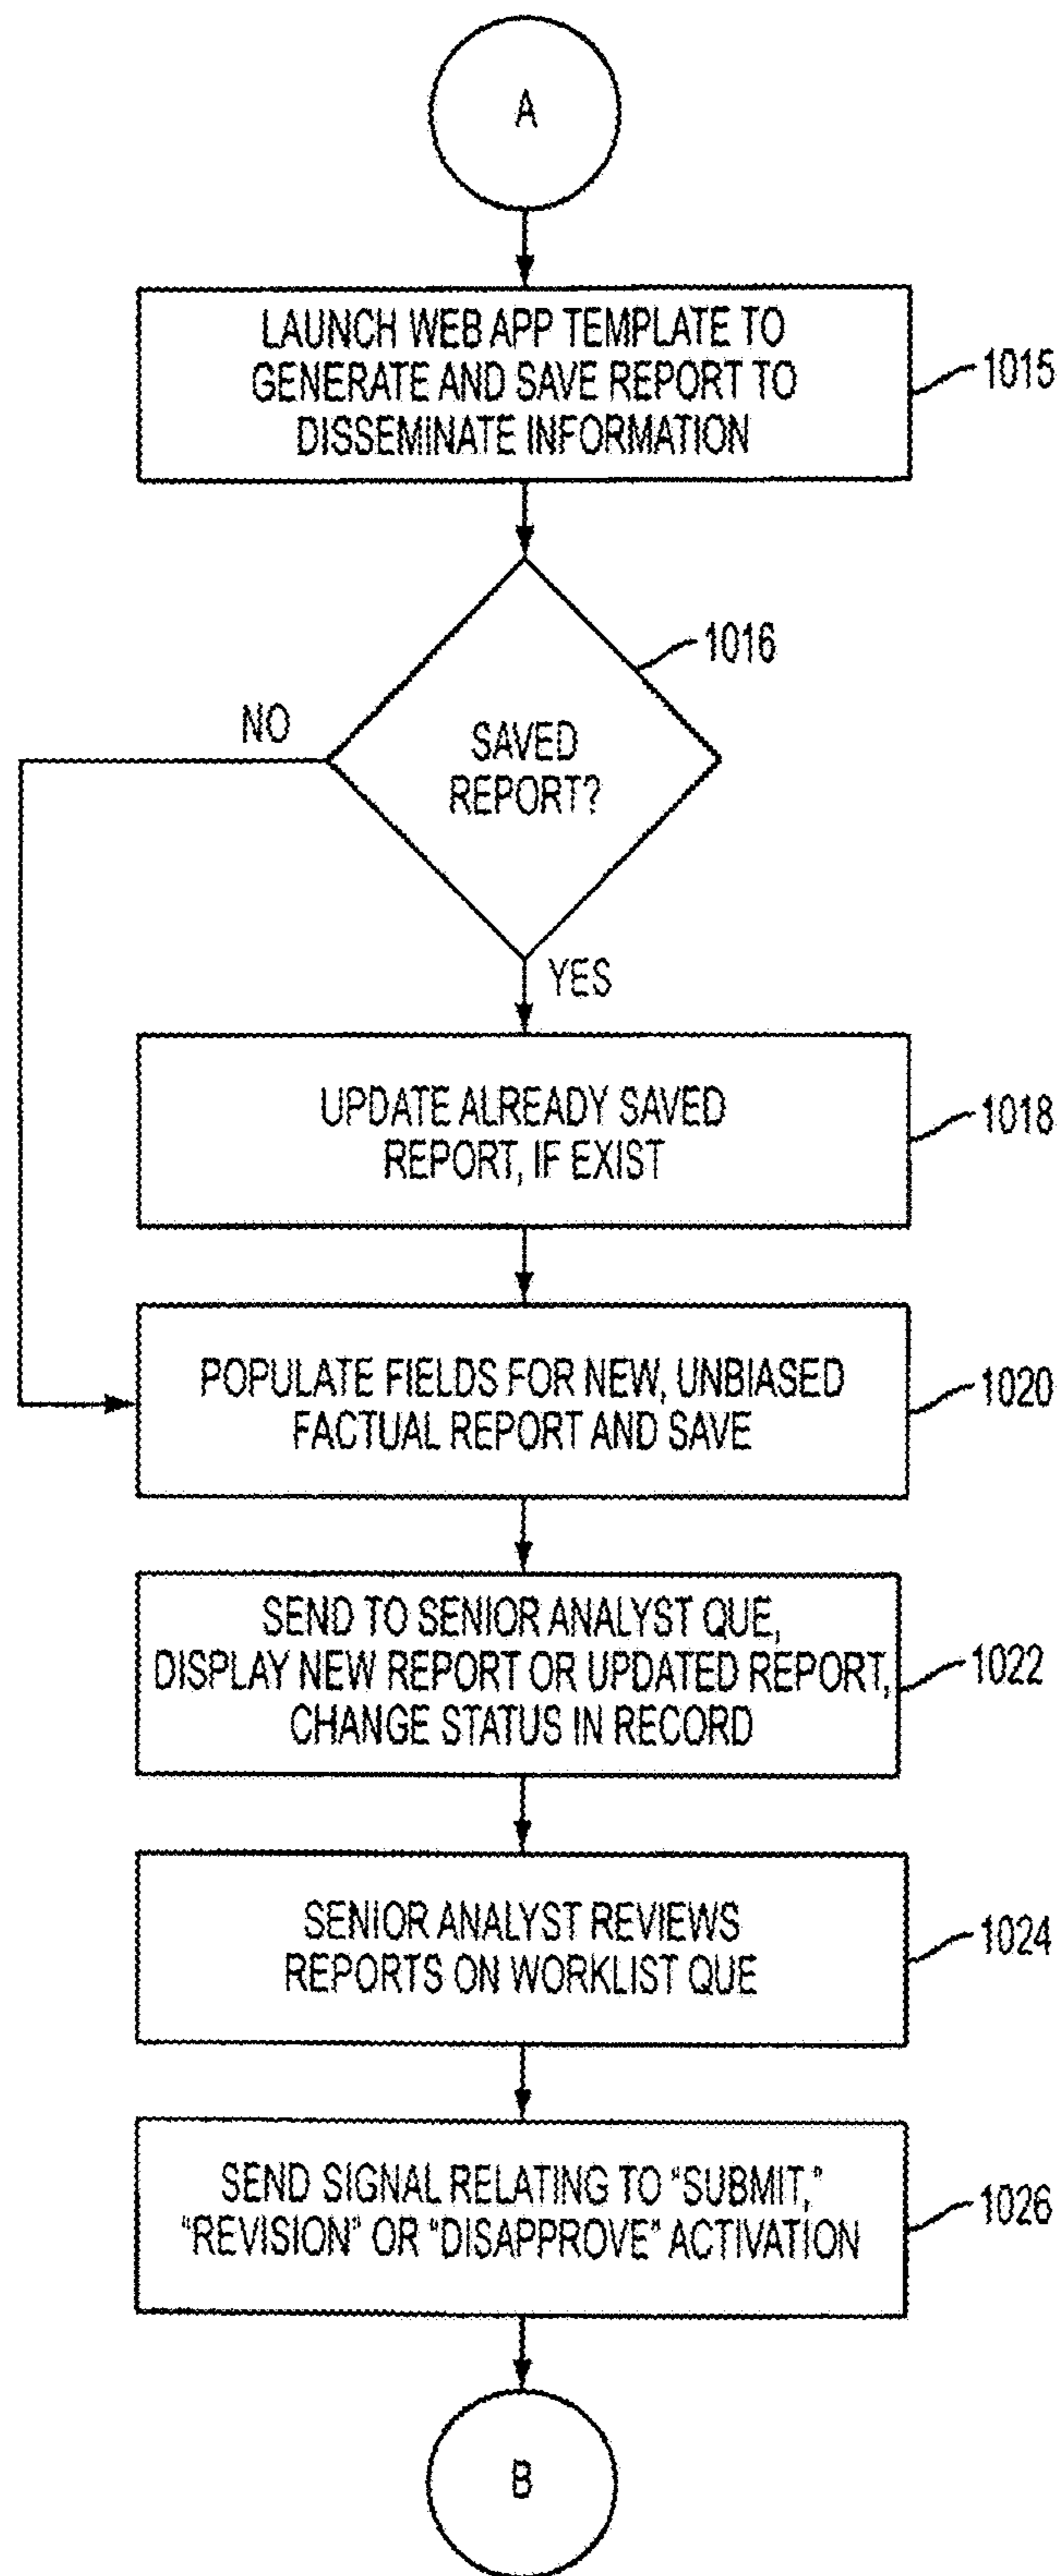 A
LAUNCH WEB APP TEMPLATE TO
GENERATE AND SAVE REPORT TO
DISSEMINATE INFORMATION
1015
1016
NO
SAVED
REPORT?
YES
UPDATE ALREADY SAVED
REPORT, IF EXIST
1018
POPULATE FIELDS FOR NEW, UNBIASED
FACTUAL REPORT AND SAVE
1020
SEND TO SENIOR ANALYST QUE,
DISPLAY NEW REPORT OR UPDATED REPORT,
CHANGE STATUS IN RECORD
1022
SENIOR ANALYST REVIEWS
REPORTS ON WORKLIST QUE
1024
SEND SIGNAL RELATING TO "SUBMIT,"
"REVISION" OR "DISAPPROVE" ACTIVATION
1026
B